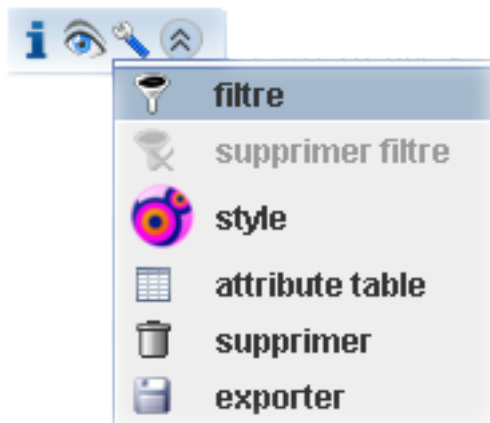 filtre
supprimer filtre
style
attribute table
supprimer
exporter